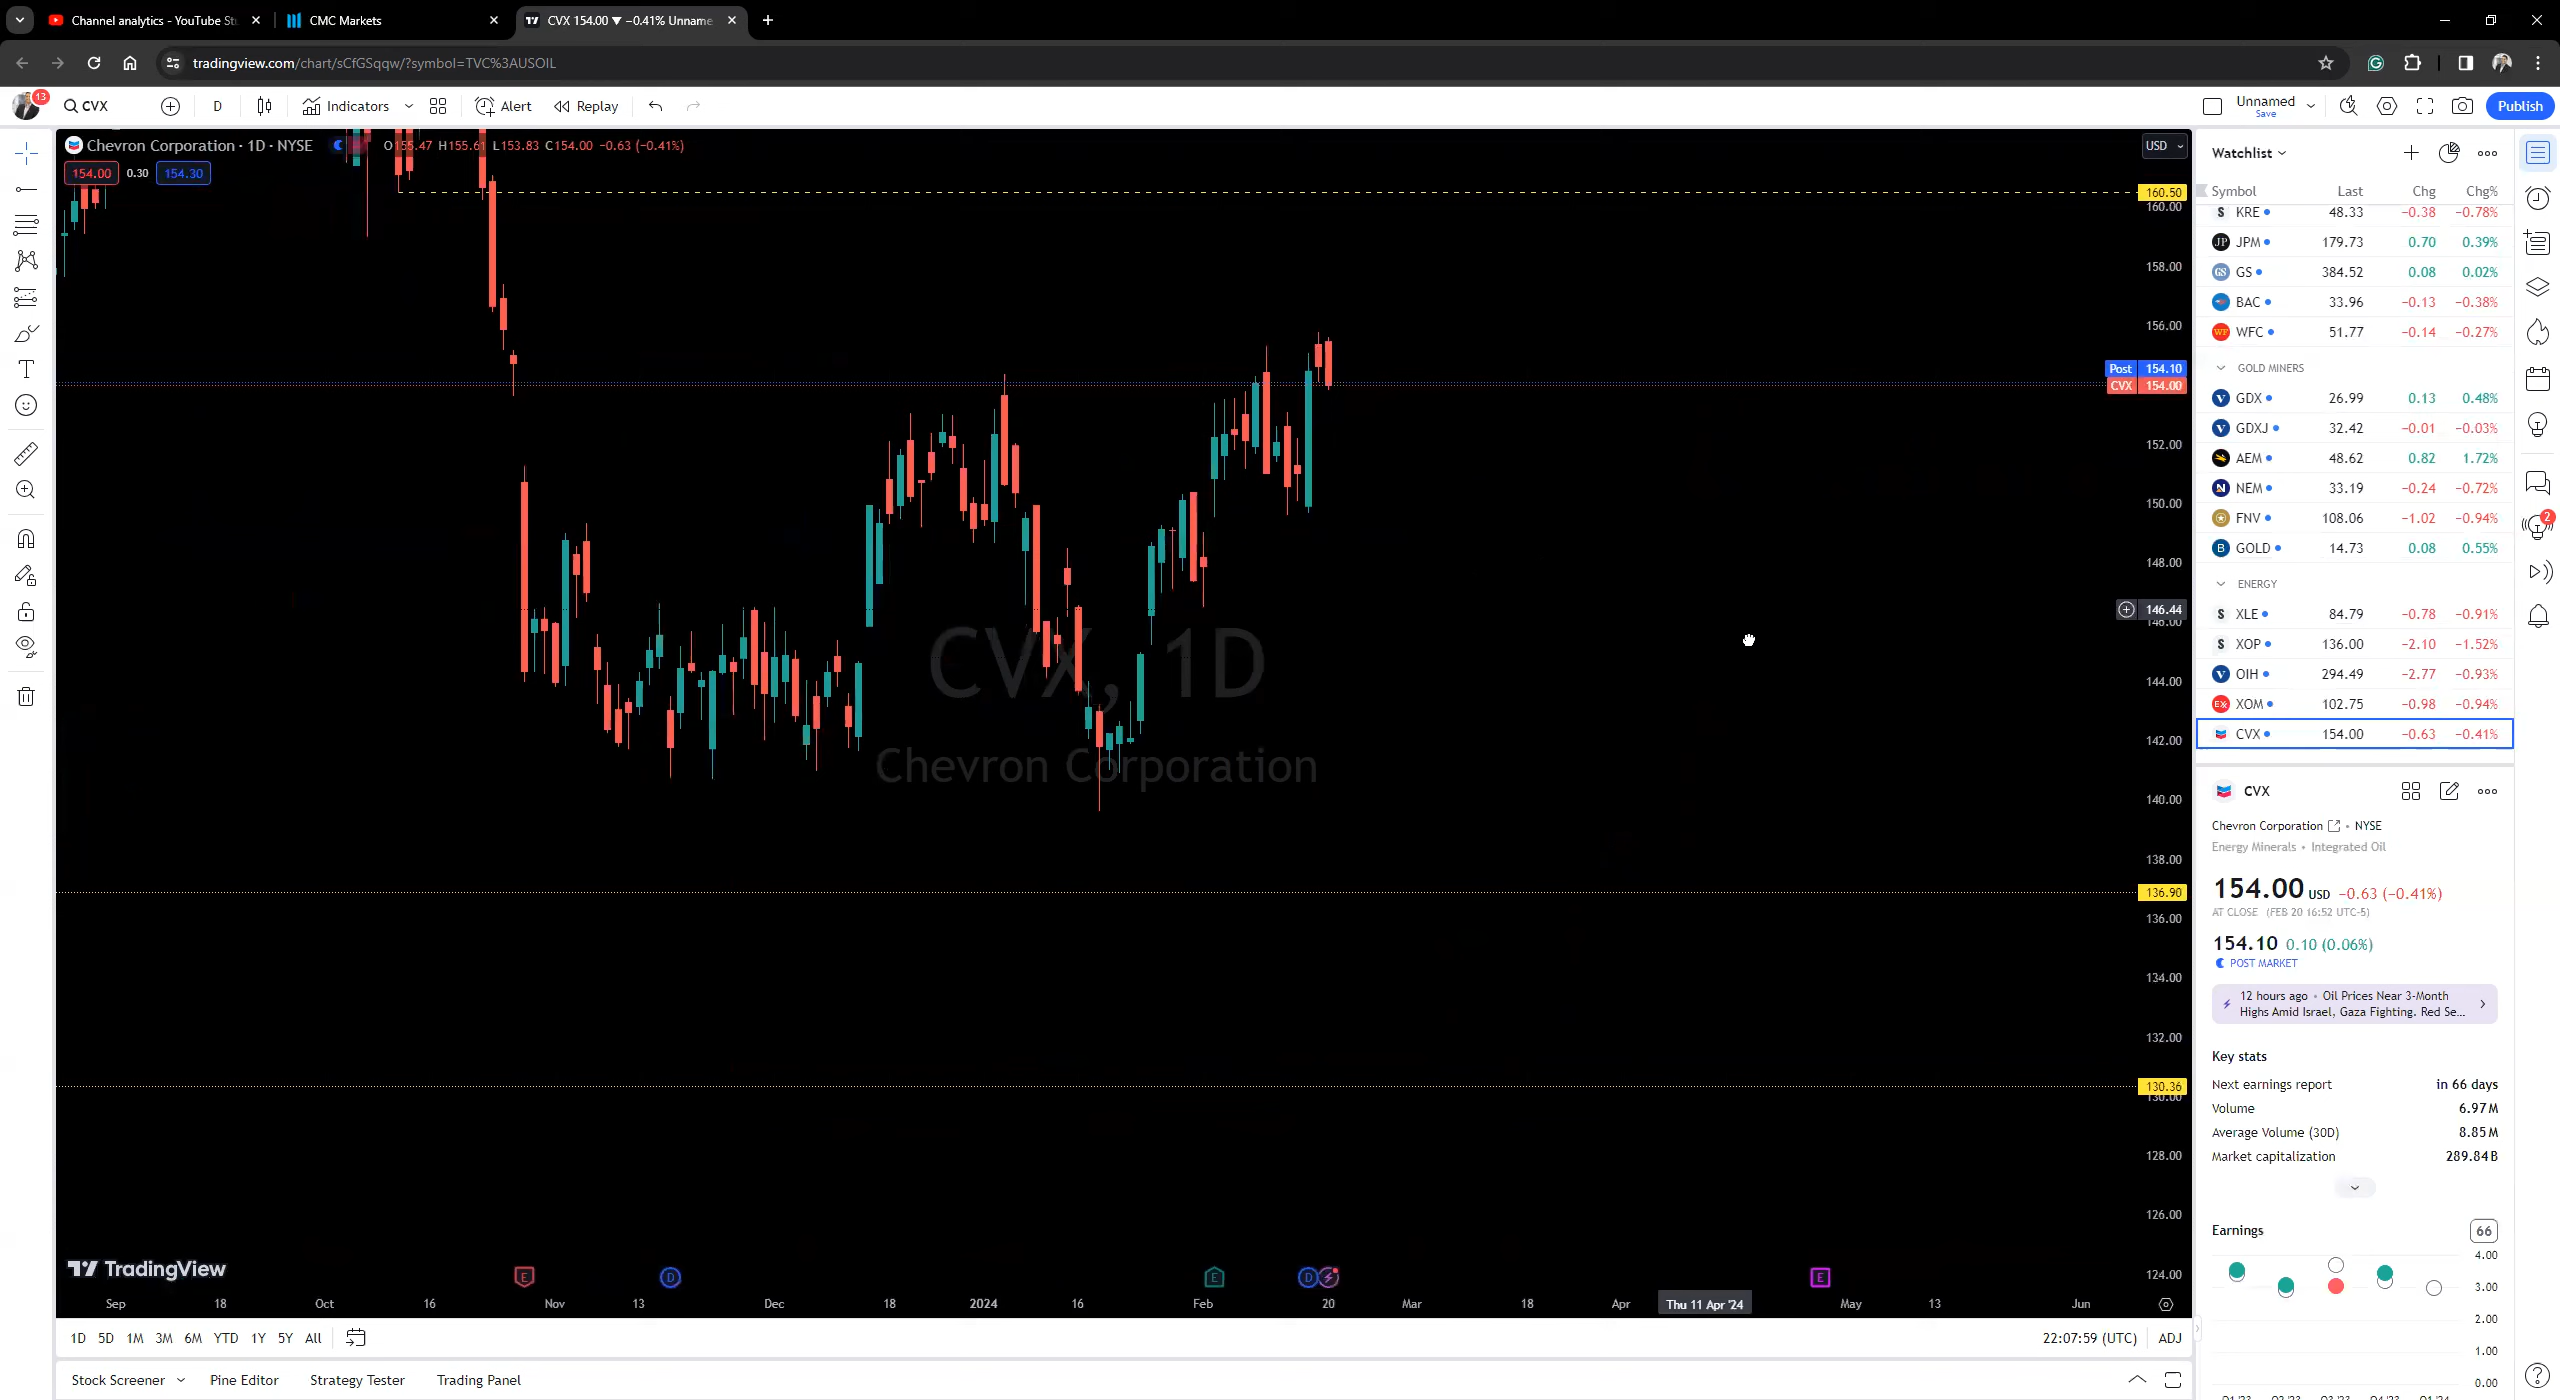 Channel analytics - YouTube St
CMC Markets
CVX 154.00 ▼ −0.41% Unname
tradingview.com/chart/sCfGSqqw/?symbol=TVC%3AUSOIL
13
CVX
D
Indicators
Alert
Replay
Unnamed
Save
Publish
Chevron Corporation · 1D · NYSE
O155.47 H155.61 L153.83 C154.00 −0.63 (−0.41%)
154.00 0.30 154.30
USD
160.50
160.00
158.00
156.00
Post 154.10
CVX 154.00
152.00
150.00
148.00
146.44
146.00
144.00
142.00
140.00
138.00
136.90
136.00
134.00
132.00
130.36
130.00
128.00
126.00
124.00
CVX, 1D
Chevron Corporation
TradingView
E D E D E
Sep 18 Oct 16 Nov 13 Dec 18 2024 16 Feb 20 Mar 18 Apr Thu 11 Apr '24 May 13 Jun
1D 5D 1M 3M 6M YTD 1Y 5Y All
22:07:59 (UTC) ADJ
Stock Screener Pine Editor Strategy Tester Trading Panel
Watchlist
Symbol Last Chg Chg%
KRE 48.33 −0.38 −0.78%
JPM 179.73 0.70 0.39%
GS 384.52 0.08 0.02%
BAC 33.96 −0.13 −0.38%
WFC 51.77 −0.14 −0.27%
GOLD MINERS
GDX 26.99 0.13 0.48%
GDXJ 32.42 −0.01 −0.03%
AEM 48.62 0.82 1.72%
NEM 33.19 −0.24 −0.72%
FNV 108.06 −1.02 −0.94%
GOLD 14.73 0.08 0.55%
ENERGY
XLE 84.79 −0.78 −0.91%
XOP 136.00 −2.10 −1.52%
OIH 294.49 −2.77 −0.93%
XOM 102.75 −0.98 −0.94%
CVX 154.00 −0.63 −0.41%
CVX
Chevron Corporation • NYSE
Energy Minerals • Integrated Oil
154.00 USD −0.63 (−0.41%)
AT CLOSE (FEB 20 16:52 UTC-5)
154.10 0.10 (0.06%)
POST MARKET
12 hours ago • Oil Prices Near 3-Month
Highs Amid Israel, Gaza Fighting. Red Se...
Key stats
Next earnings report in 66 days
Volume 6.97M
Average Volume (30D) 8.85M
Market capitalization 289.84B
Earnings 66
4.00
3.00
2.00
1.00
0.00
2